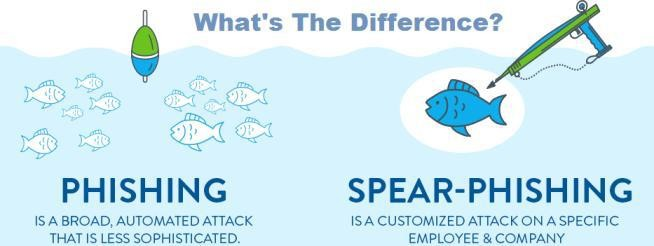 What's The Difference?
PHISHING
IS A BROAD, AUTOMATED ATTACK
THAT IS LESS SOPHISTICATED.
SPEAR-PHISHING
IS A CUSTOMIZED ATTACK ON A SPECIFIC
EMPLOYEE & COMPANY